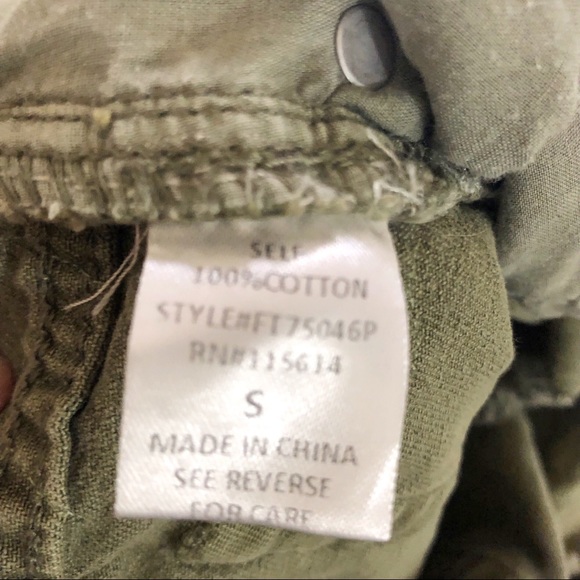 SELF
100%COTTON
STYLE#FT75046P
RN#115614
S
MADE IN CHINA
SEE REVERSE
FOR CARE